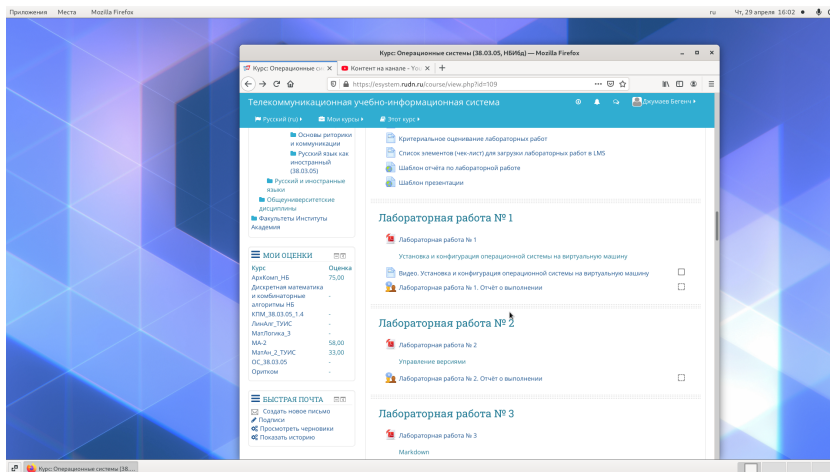 Приложения Места Mozilla Firefox ru Чт, 29 апреля 16:02
Курс: Операционные системы (38.03.05, НБИбд) — Mozilla Firefox
Курс: Операционные си Контент на канале - You
https://esystem.rudn.ru/course/view.php?id=109
Телекоммуникационная учебно-информационная система
Джумаев Бегенч
Русский (ru) Мои курсы Этот курс
Основы риторики
и коммуникации
Русский язык как
иностранный
(38.03.05)
Русский и иностранные
языки
Общеуниверситетские
дисциплины
Факультеты Институты
Академия
МОИ ОЦЕНКИ
Курс Оценка
АрхКомп_НБ 75,00
Дискретная математика
и комбинаторные
алгоритмы НБ -
КПМ_38.03.05_1.4 -
ЛинАлг_ТУИС -
МатЛогика_3 -
МА-2 58,00
МатАн_2_ТУИС 33,00
ОС_38.03.05 -
Оритком -
БЫСТРАЯ ПОЧТА
Создать новое письмо
Подписи
Просмотреть черновики
Показать историю
Критериальное оценивание лабораторных работ
Список элементов (чек-лист) для загрузки лабораторных работ в LMS
Шаблон отчёта по лабораторной работе
Шаблон презентации
Лабораторная работа № 1
Лабораторная работа № 1
Установка и конфигурация операционной системы на виртуальную машину
Видео. Установка и конфигурация операционной системы на виртуальную машину
Лабораторная работа № 1. Отчёт о выполнении
Лабораторная работа № 2
Лабораторная работа № 2
Управление версиями
Лабораторная работа № 2. Отчёт о выполнении
Лабораторная работа № 3
Лабораторная работа № 3
Markdown
Курс: Операционные системы (38....